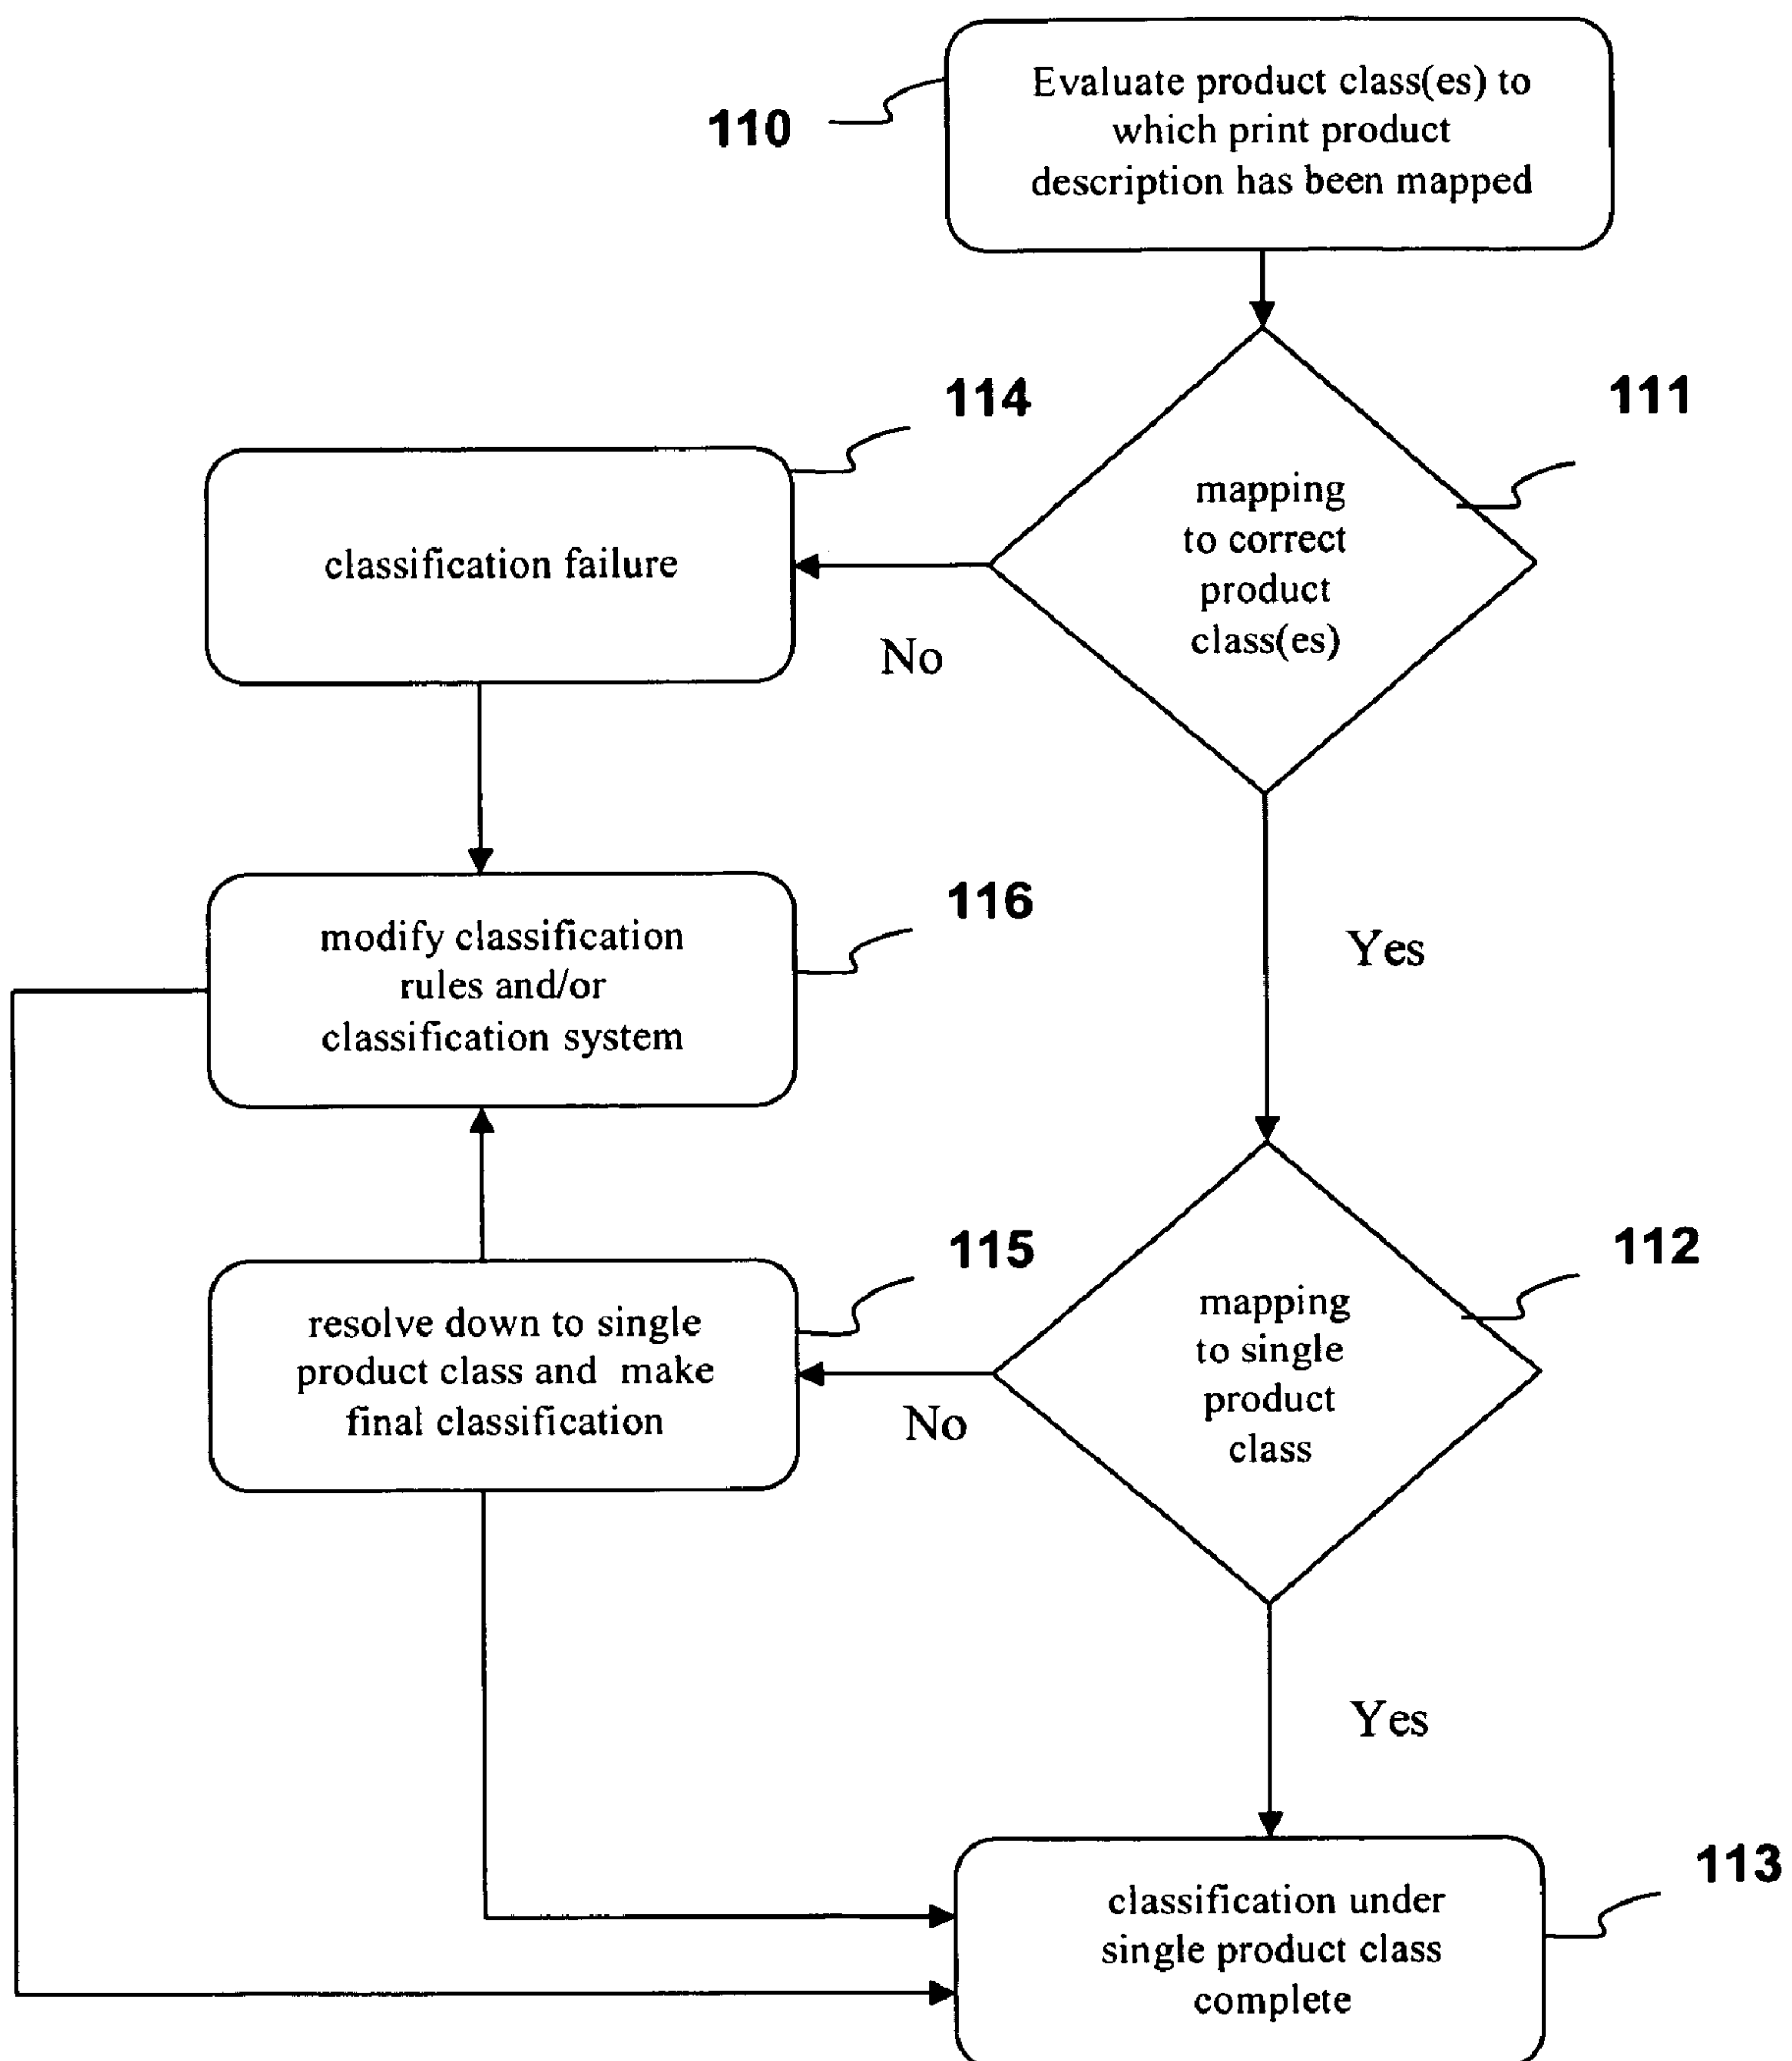 Evaluate product class(es) to
which print product
description has been mapped
110
114
111
mapping
to correct
product
class(es)
classification failure
No
116
modify classification
rules and/or
classification system
Yes
115
112
mapping
to single
product
class
resolve down to single
product class and make
final classification
No
Yes
113
classification under
single product class
complete